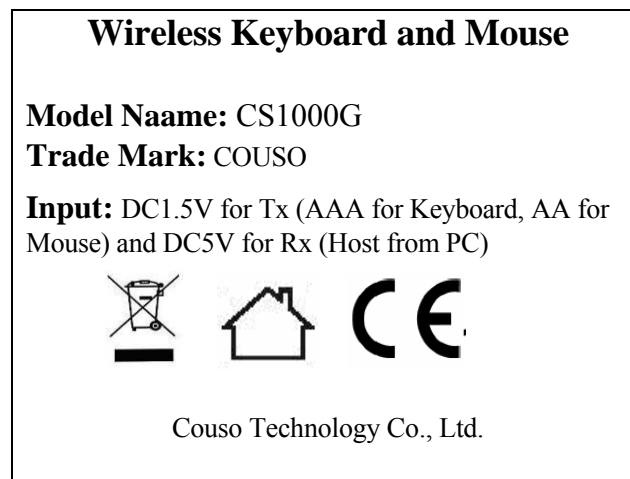 Wireless Keyboard and Mouse
Model Naame: CS1000G
Trade Mark: COUSO
Input: DC1.5V for Tx (AAA for Keyboard, AA for
Mouse) and DC5V for Rx (Host from PC)
CE.
Couso Technology Co., Ltd.